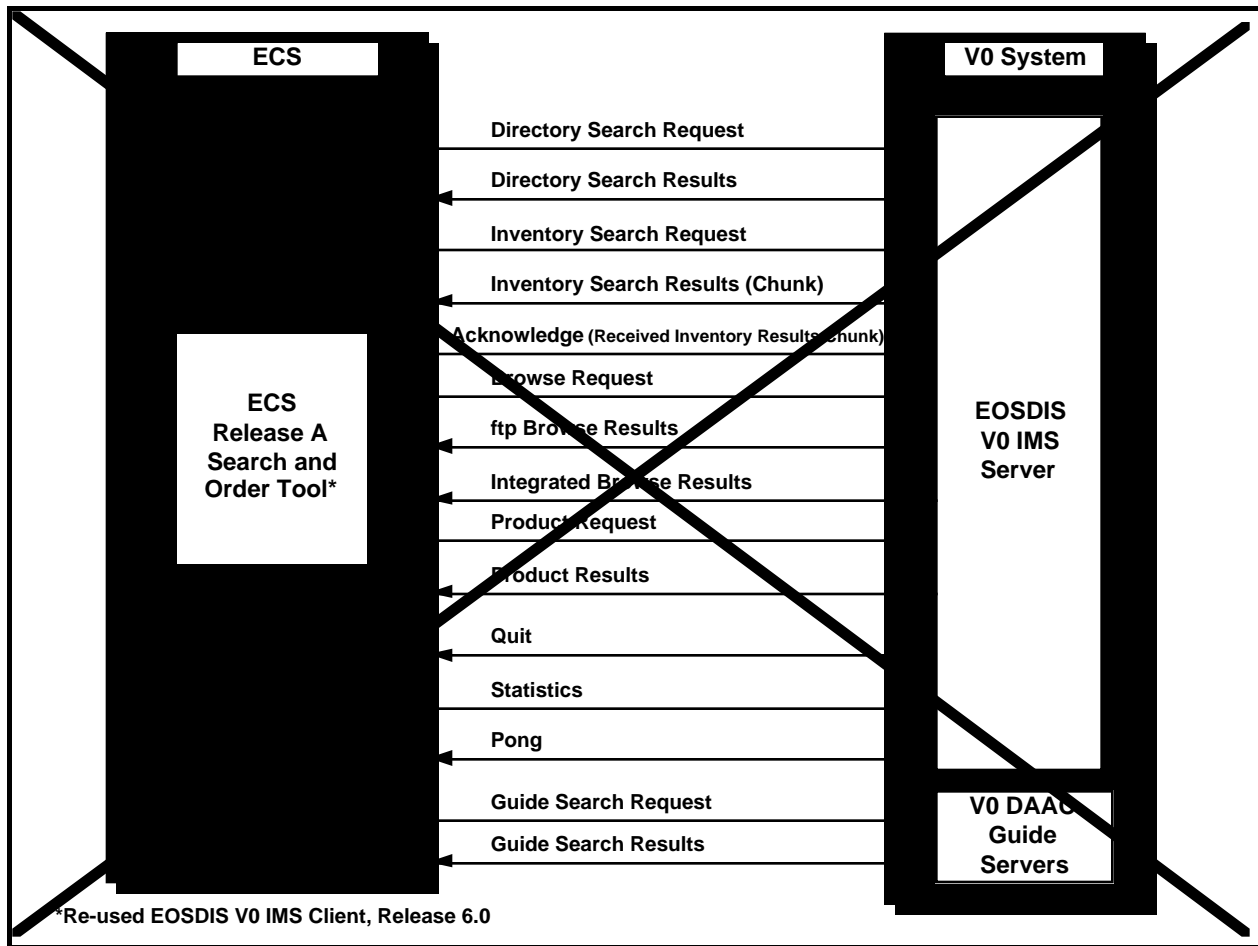 ECS
V0 System
Directory Search Request
Directory Search Results
Inventory Search Request
Inventory Search Results (Chunk)
Acknowledge (Received Inventory Results Chunk)
Browse Request
ftp Browse Results
Integrated Browse Results
Product Request
Product Results
Quit
Statistics
Pong
Guide Search Request
Guide Search Results
ECS
Release A
Search and
Order Tool*
EOSDIS
V0 IMS
Server
V0 DAAC
Guide
Servers
*Re-used EOSDIS V0 IMS Client, Release 6.0